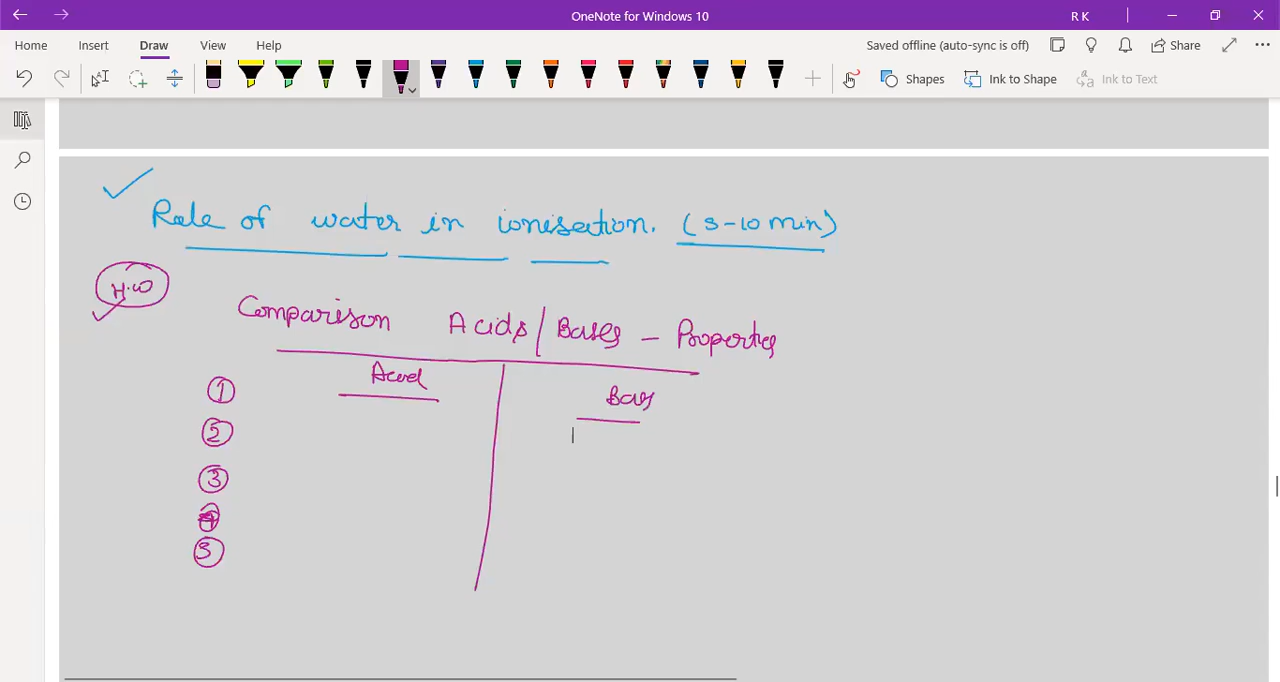 OneNote for Windows 10
R K
Home Insert Draw View Help
Saved offline (auto-sync is off) Share
Shapes Ink to Shape Ink to Text
Role of water in ionisation. (5-10 min)
H.W
Comparison Acids/Bases - Properties
Acid
Base
1
2
3
4
5